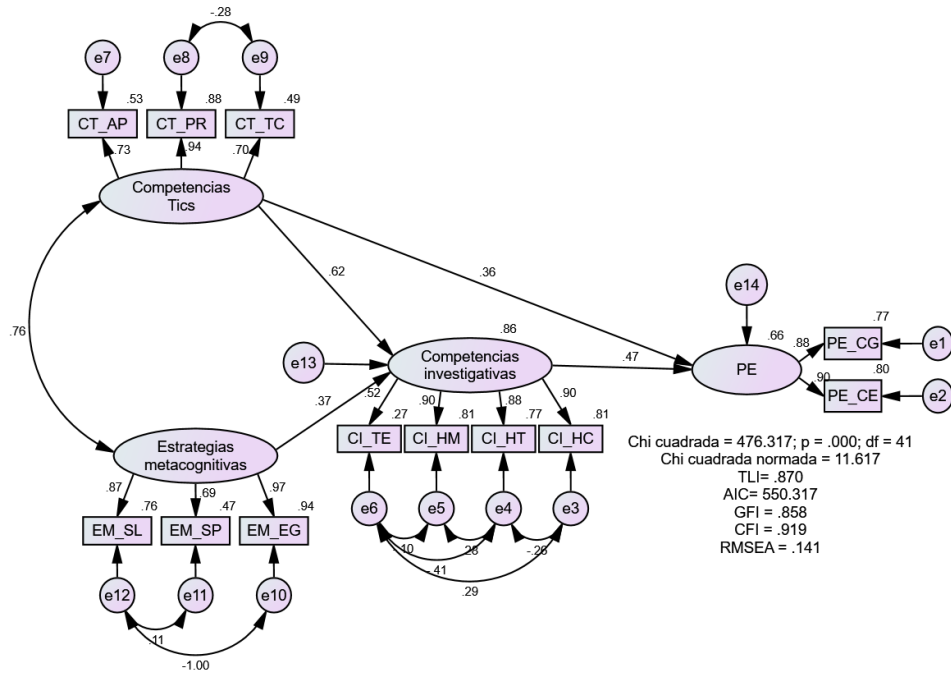 -.28
e7
e8
e9
.53
.88
.49
CT_AP
CT_PR
CT_TC
.73
.94
.70
Competencias
Tics
.62
.36
.76
e14
.86
.66
.77
e13
Competencias
investigativas
.47
PE
.88
PE_CG
e1
.90
.80
PE_CE
e2
.37
.52
.90
.88
.90
.27
.81
.77
.81
CI_TE
CI_HM
CI_HT
CI_HC
Estrategias
metacognitivas
.87
.69
.97
.76
.47
.94
EM_SL
EM_SP
EM_EG
e6
e5
e4
e3
.10
.28
-.26
-.41
.29
e12
e11
e10
.11
-1.00
Chi cuadrada = 476.317; p = .000; df = 41
Chi cuadrada normada = 11.617
TLI= .870
AIC= 550.317
GFI = .858
CFI = .919
RMSEA = .141